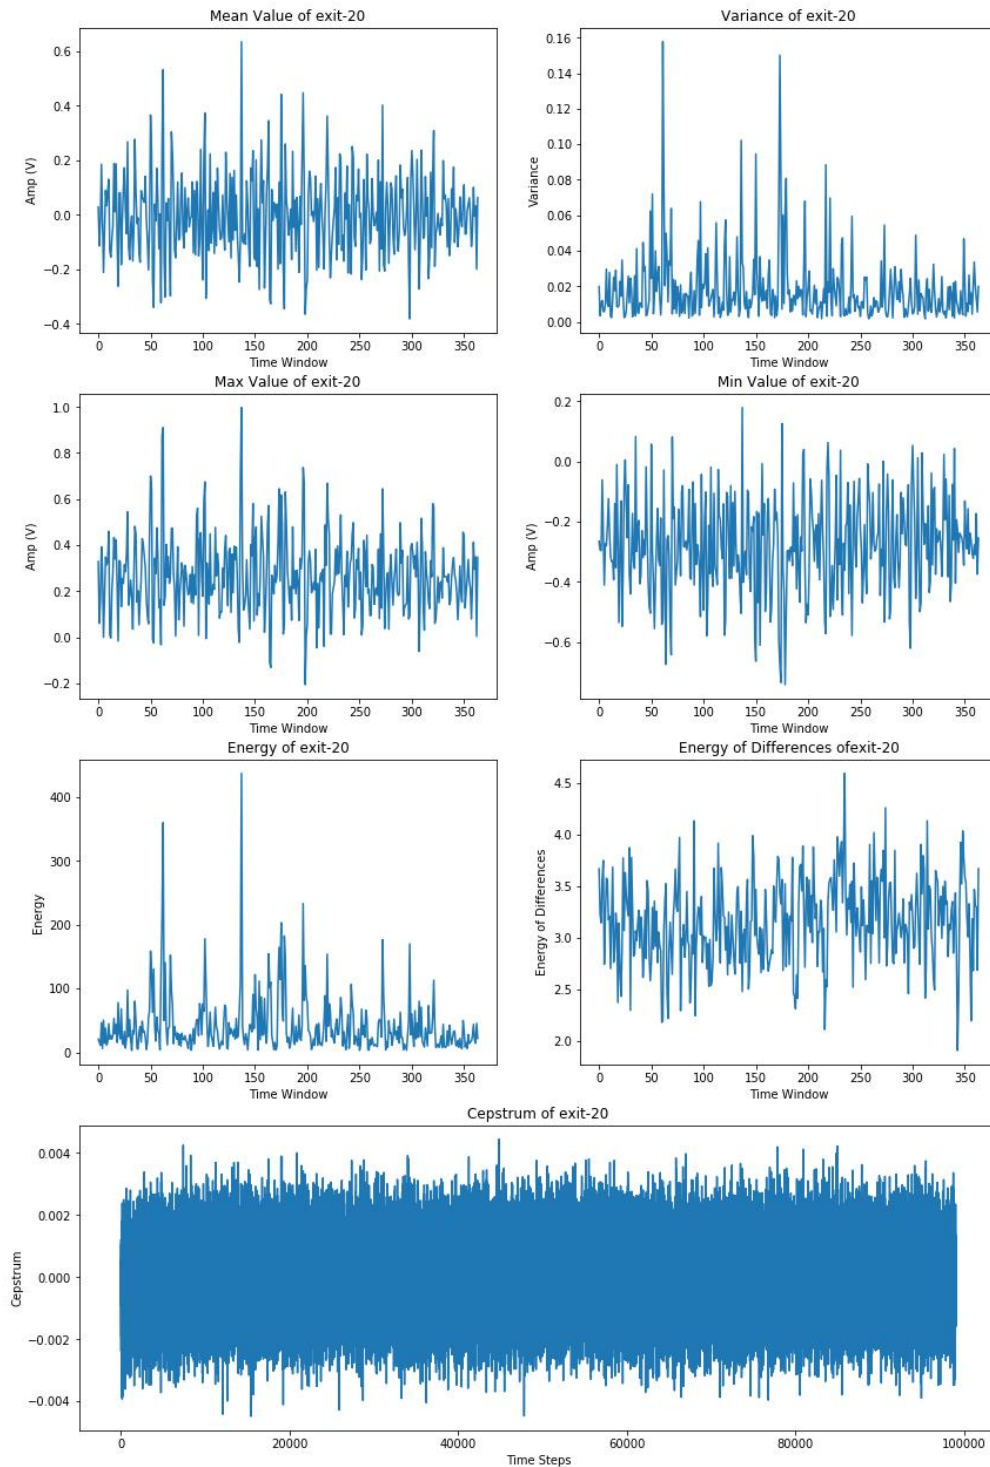 Mean Value of exit-20
Variance of exit-20
Amp (V)
0.6
0.4
0.2
0.0
−0.2
−0.4
0 50 100 150 200 250 300 350
Time Window
Variance
0.16
0.14
0.12
0.10
0.08
0.06
0.04
0.02
0.00
0 50 100 150 200 250 300 350
Time Window
Max Value of exit-20
Min Value of exit-20
Amp (V)
1.0
0.8
0.6
0.4
0.2
0.0
−0.2
0 50 100 150 200 250 300 350
Time Window
Amp (V)
0.2
0.0
−0.2
−0.4
−0.6
0 50 100 150 200 250 300 350
Time Window
Energy of exit-20
Energy of Differences ofexit-20
Energy
400
300
200
100
0
0 50 100 150 200 250 300 350
Time Window
Energy of Differences
4.5
4.0
3.5
3.0
2.5
2.0
0 50 100 150 200 250 300 350
Time Window
Cepstrum of exit-20
Cepstrum
0.004
0.002
0.000
−0.002
−0.004
0 20000 40000 60000 80000 100000
Time Steps